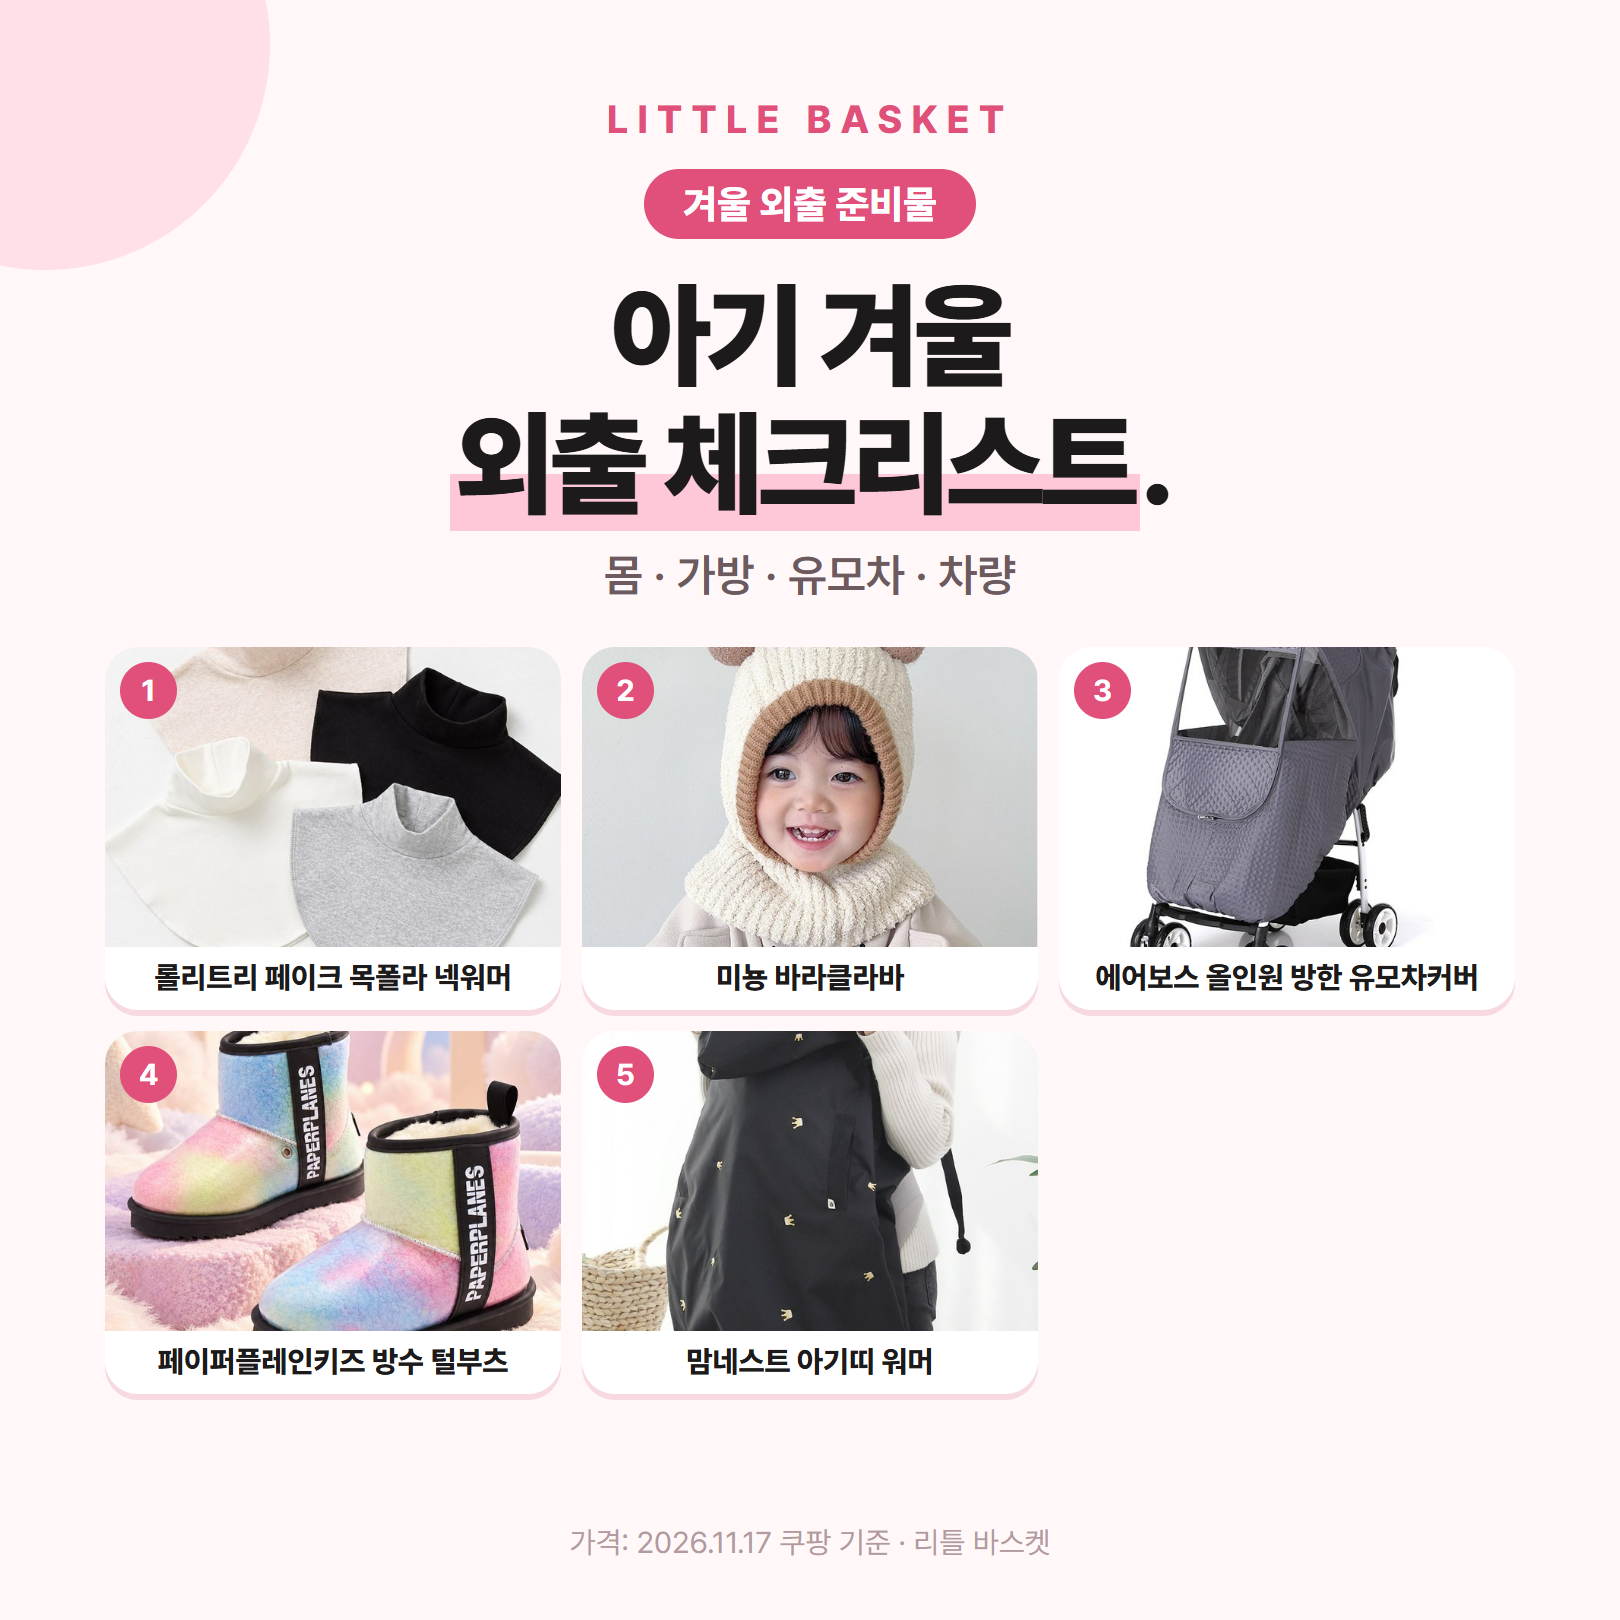 LITTLE BASKET
겨울 외출 준비물
아기 겨울
외출 체크리스트.
몸 · 가방 · 유모차 · 차량
1
2
3
롤리트리 페이크 목폴라 넥워머
미뇽 바라클라바
에어보스 올인원 방한 유모차커버
4
5
PAPERPLANES
PAPERPLANES
페이퍼플레인키즈 방수 털부츠
맘네스트 아기띠 워머
가격: 2026.11.17 쿠팡 기준 · 리틀 바스켓